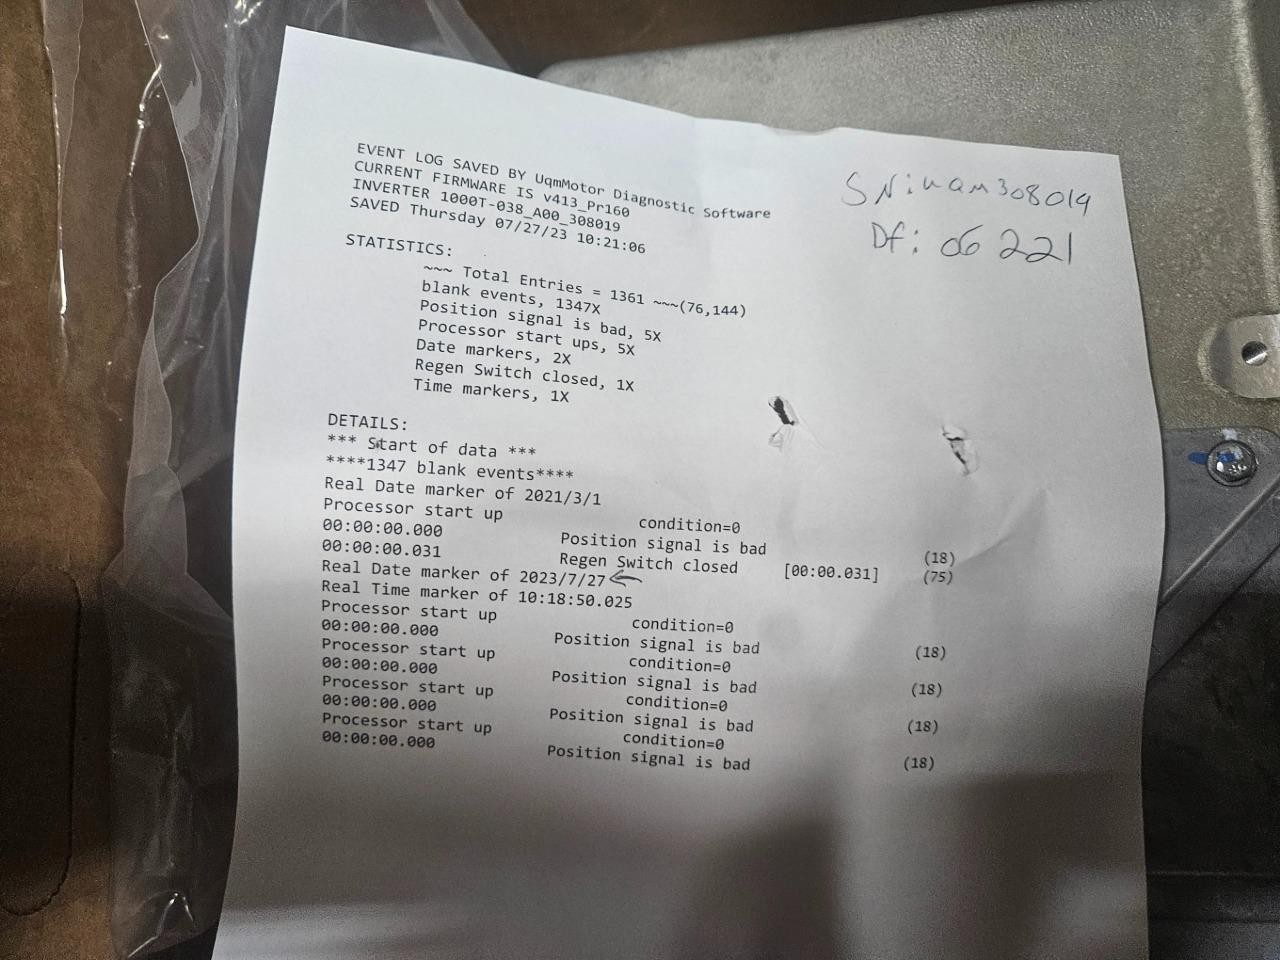 EVENT LOG SAVED BY UqmMotor Diagnostic Software
CURRENT FIRMWARE IS v413_Pr160
INVERTER 1000T-038_A00_308019
SAVED Thursday 07/27/23 10:21:06
SN: UQM308019
Df: 06 221
STATISTICS:
~~~ Total Entries = 1361 ~~~(76,144)
blank events, 1347X
Position signal is bad, 5X
Processor start ups, 5X
Date markers, 2X
Regen Switch closed, 1X
Time markers, 1X
DETAILS:
*** Start of data ***
****1347 blank events****
Real Date marker of 2021/3/1
Processor start up condition=0
00:00:00.000 Position signal is bad (18)
00:00:00.031 Regen Switch closed [00:00.031] (75)
Real Date marker of 2023/7/27
Real Time marker of 10:18:50.025
Processor start up condition=0
00:00:00.000 Position signal is bad (18)
Processor start up condition=0
00:00:00.000 Position signal is bad (18)
Processor start up condition=0
00:00:00.000 Position signal is bad (18)
Processor start up condition=0
00:00:00.000 Position signal is bad (18)